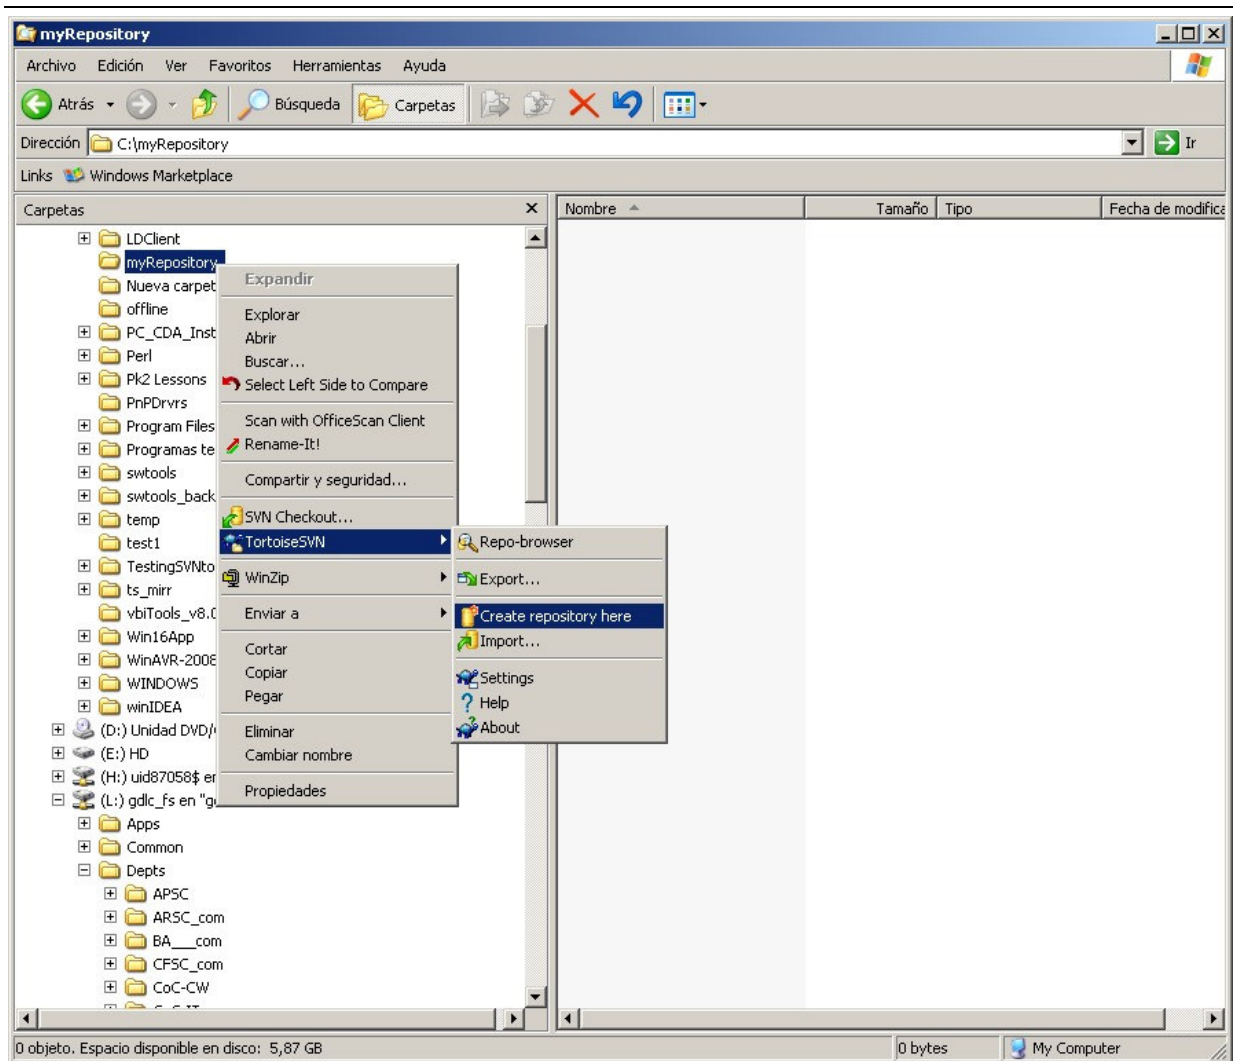 myRepository
Archivo Edición Ver Favoritos Herramientas Ayuda
Atrás Búsqueda Carpetas
Dirección C:\myRepository Ir
Links Windows Marketplace
Carpetas
Nombre Tamaño Tipo Fecha de modifica
LDClient
myRepository
Nueva carpet
offline
PC_CDA_Inst
Perl
Pk2 Lessons
PnPDrvrs
Program Files
Programas te
swtools
swtools_back
temp
test1
TestingSVNto
ts_mirr
vbiTools_v8.0
Win16App
WinAVR-2008
WINDOWS
winIDEA
(D:) Unidad DVD/
(E:) HD
(H:) uid87058$ en
(L:) gdlc_fs en "g
Apps
Common
Depts
APSC
ARSC_com
BA___com
CFSC_com
CoC-CW
Expandir
Explorar
Abrir
Buscar...
Select Left Side to Compare
Scan with OfficeScan Client
Rename-It!
Compartir y seguridad...
SVN Checkout...
TortoiseSVN
WinZip
Enviar a
Cortar
Copiar
Pegar
Eliminar
Cambiar nombre
Propiedades
Repo-browser
Export...
Create repository here
Import...
Settings
Help
About
0 objeto. Espacio disponible en disco: 5,87 GB
0 bytes
My Computer